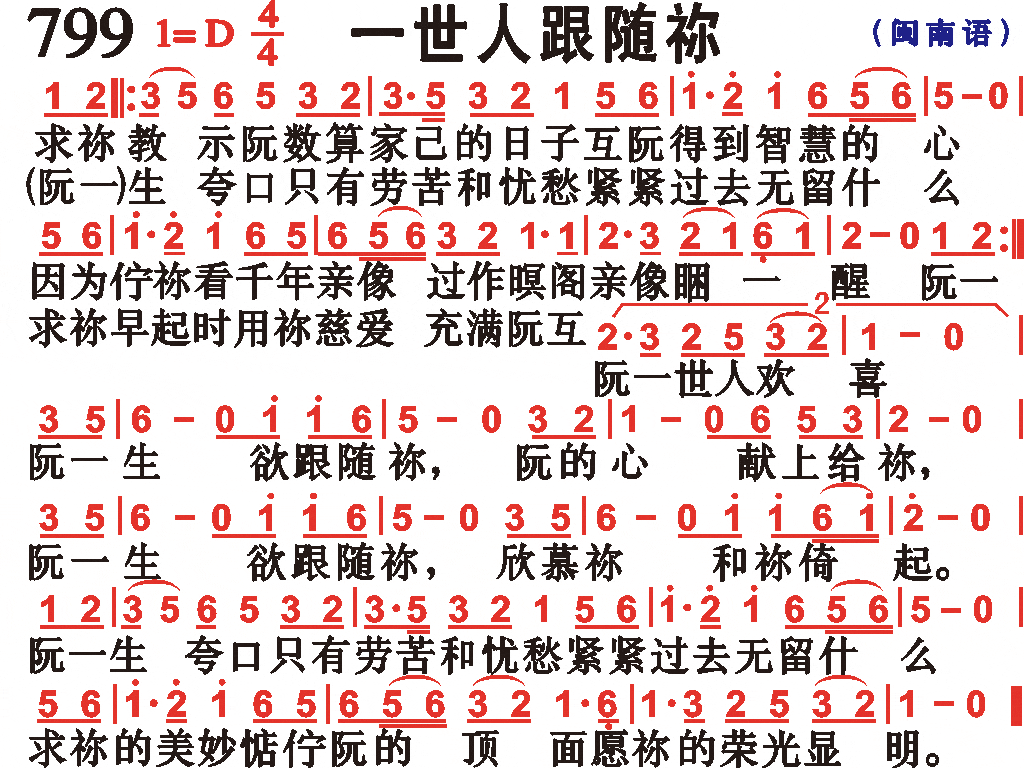 799 1=D 4/4 一世人跟随祢 (闽南语)
1 2 ‖: 3 5 6 5 3 2 | 3· 5 3 2 1 5 6 | 1· 2 1 6 5 6 | 5 - 0 |
求祢教 示阮数算家己的日子互阮得到智慧的 心
(阮一)生 夸口只有劳苦和忧愁紧紧过去无留什 么
5 6 | 1· 2 1 6 5 | 6 5 6 3 2 1· 1 | 2· 3 2 1 6 1 | 2 - 0 1 2 :‖
因为佇祢看千年亲像 过作暝阁亲像睏 一 醒 阮一
求祢早起时用祢慈爱 充满阮互
2
2· 3 2 5 3 2 | 1 - 0 |
阮一世人欢 喜
3 5 | 6 - 0 1 1 6 | 5 - 0 3 2 | 1 - 0 6 5 3 | 2 - 0 |
阮一 生 欲跟随祢, 阮的心 献上给祢,
3 5 | 6 - 0 1 1 6 | 5 - 0 3 5 | 6 - 0 1 1 6 1 | 2 - 0 |
阮一 生 欲跟随祢, 欣慕祢 和祢倚 起。
1 2 | 3 5 6 5 3 2 | 3· 5 3 2 1 5 6 | 1· 2 1 6 5 6 | 5 - 0 |
阮一生 夸口只有劳苦和忧愁紧紧过去无留什 么
5 6 | 1· 2 1 6 5 | 6 5 6 3 2 1· 6 | 1· 3 2 5 3 2 | 1 - 0
求祢的美妙惦佇阮的 顶 面愿祢的荣光显 明。